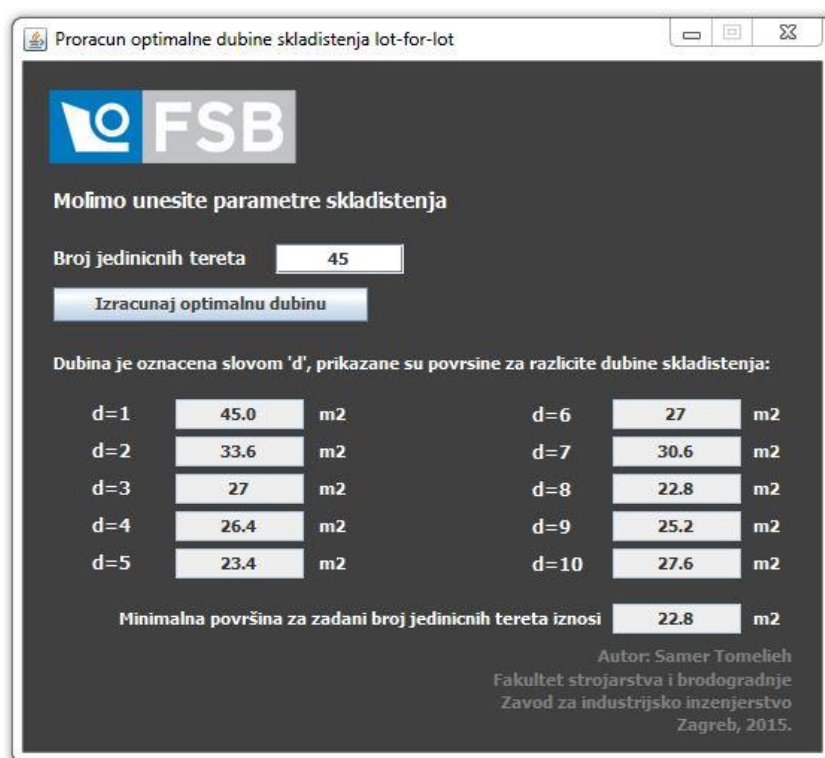 Proracun optimalne dubine skladistenja lot-for-lot
FSB
Molimo unesite parametre skladistenja
Broj jedinicnih tereta 45
Izracunaj optimalnu dubinu
Dubina je oznacena slovom 'd', prikazane su povrsine za razlicite dubine skladistenja:
d=1 45.0 m2 d=6 27 m2
d=2 33.6 m2 d=7 30.6 m2
d=3 27 m2 d=8 22.8 m2
d=4 26.4 m2 d=9 25.2 m2
d=5 23.4 m2 d=10 27.6 m2
Minimalna površina za zadani broj jedinicnih tereta iznosi 22.8 m2
Autor: Samer Tomelieh
Fakultet strojarstva i brodogradnje
Zavod za industrijsko inzenjerstvo
Zagreb, 2015.